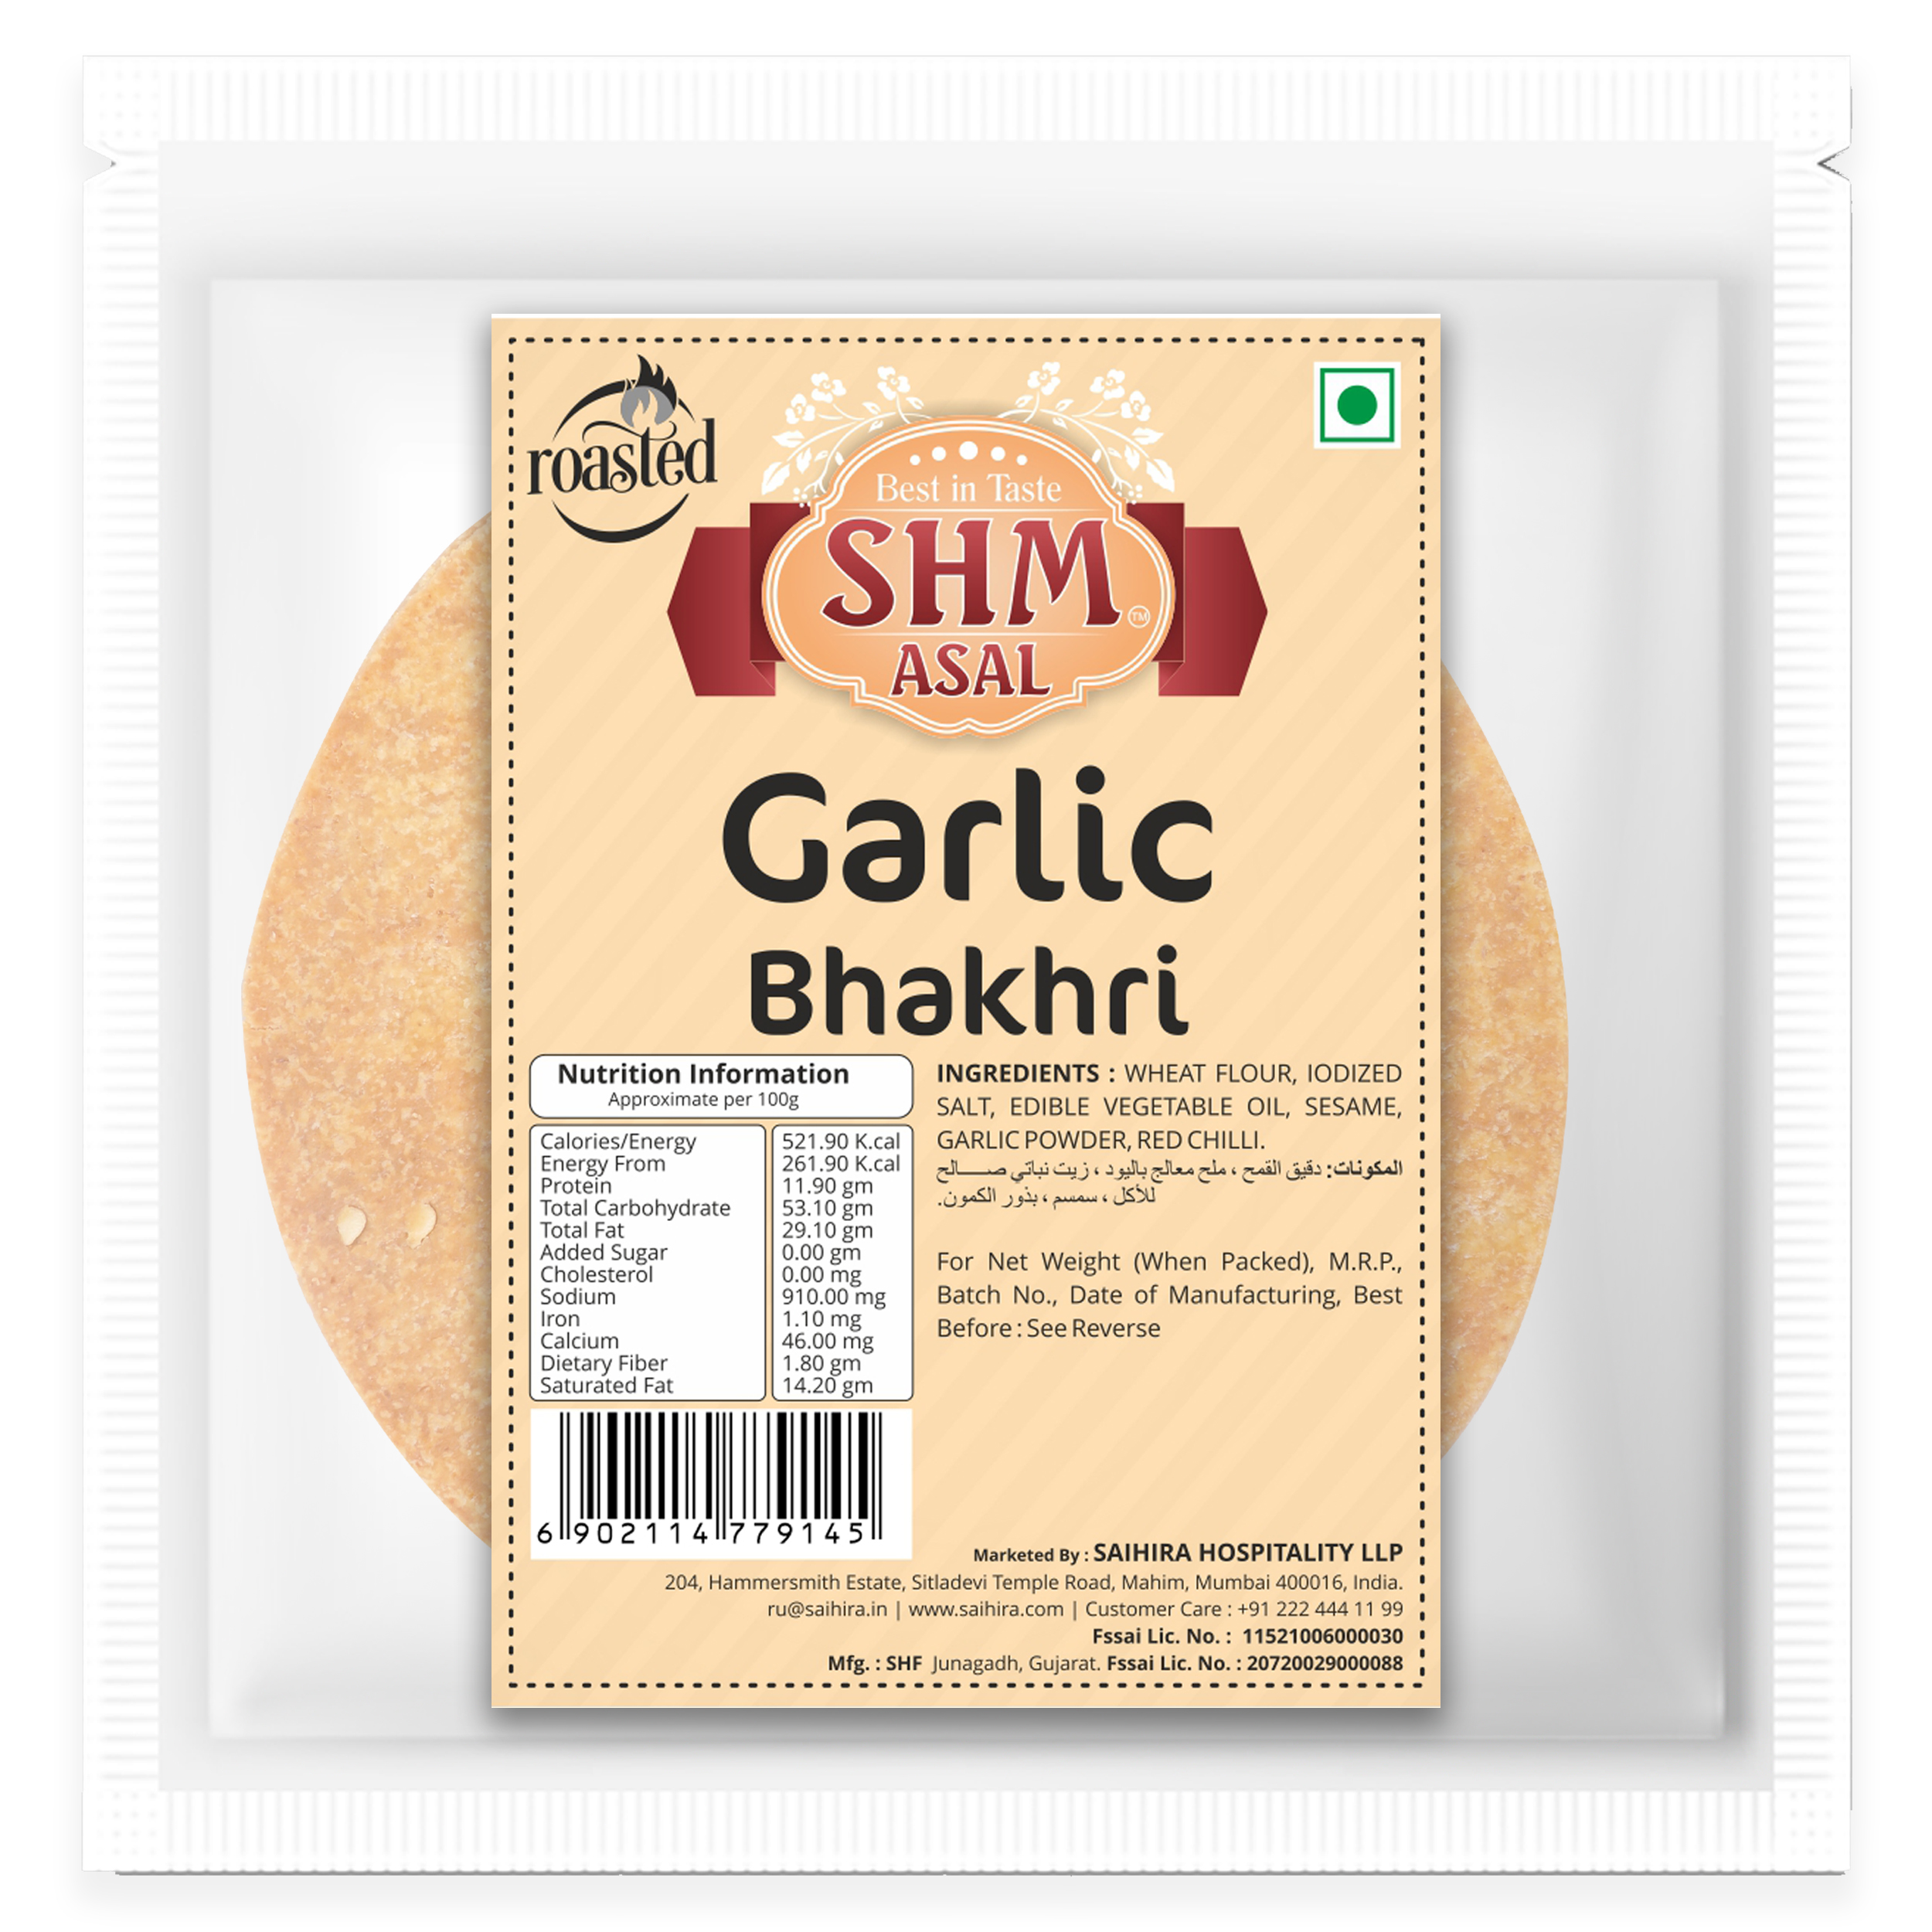 roasted
Best in Taste
SHM
TM
ASAL
Garlic
Bhakhri
Nutrition Information
Approximate per 100g
Calories/Energy 521.90 K.cal
Energy From 261.90 K.cal
Protein 11.90 gm
Total Carbohydrate 53.10 gm
Total Fat 29.10 gm
Added Sugar 0.00 gm
Cholesterol 0.00 mg
Sodium 910.00 mg
Iron 1.10 mg
Calcium 46.00 mg
Dietary Fiber 1.80 gm
Saturated Fat 14.20 gm
6 902114 779145
INGREDIENTS : WHEAT FLOUR, IODIZED
SALT, EDIBLE VEGETABLE OIL, SESAME,
GARLIC POWDER, RED CHILLI.
المكونات: دقيق القمح ، ملح معالج باليود ، زيت نباتي صـــــالح
للأكل ، سمسم ، بذور الكمون.
For Net Weight (When Packed), M.R.P.,
Batch No., Date of Manufacturing, Best
Before : See Reverse
Marketed By : SAIHIRA HOSPITALITY LLP
204, Hammersmith Estate, Sitladevi Temple Road, Mahim, Mumbai 400016, India.
ru@saihira.in | www.saihira.com | Customer Care : +91 222 444 11 99
Fssai Lic. No. : 11521006000030
Mfg. : SHF Junagadh, Gujarat. Fssai Lic. No. : 20720029000088